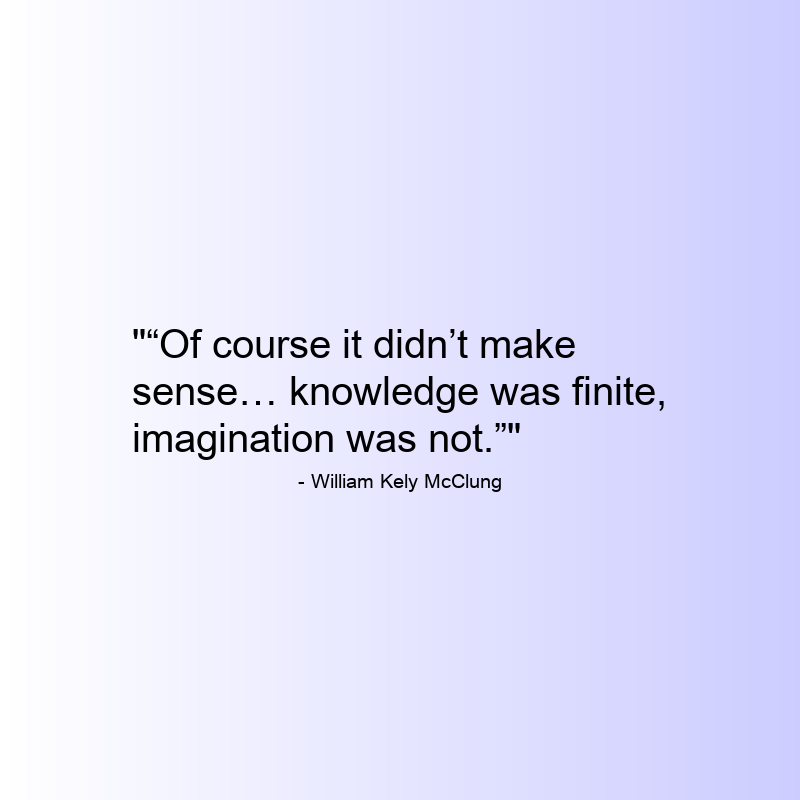 "“Of course it didn’t make
sense… knowledge was finite,
imagination was not.”"
- William Kely McClung